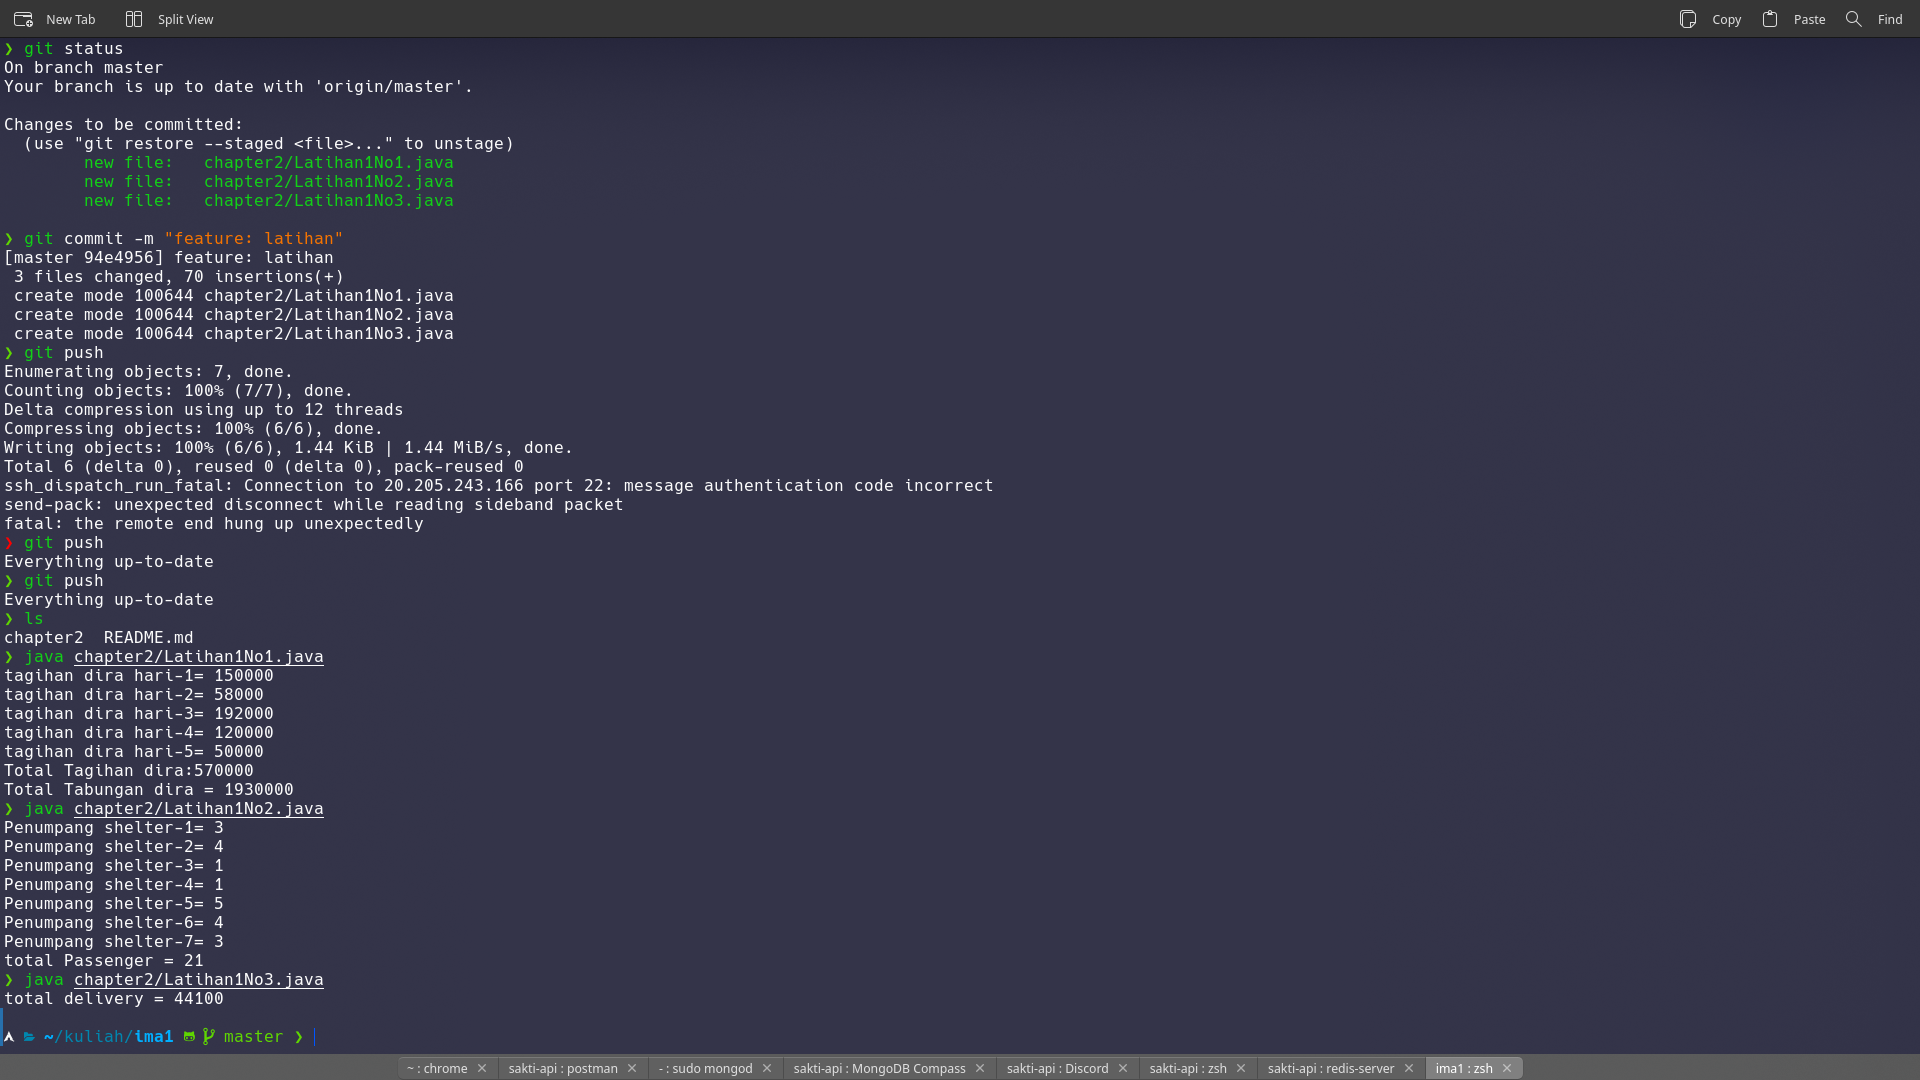 New Tab Split View Copy Paste Find
❯ git status
On branch master
Your branch is up to date with 'origin/master'.
Changes to be committed:
(use "git restore --staged <file>..." to unstage)
new file: chapter2/Latihan1No1.java
new file: chapter2/Latihan1No2.java
new file: chapter2/Latihan1No3.java
❯ git commit -m "feature: latihan"
[master 94e4956] feature: latihan
3 files changed, 70 insertions(+)
create mode 100644 chapter2/Latihan1No1.java
create mode 100644 chapter2/Latihan1No2.java
create mode 100644 chapter2/Latihan1No3.java
❯ git push
Enumerating objects: 7, done.
Counting objects: 100% (7/7), done.
Delta compression using up to 12 threads
Compressing objects: 100% (6/6), done.
Writing objects: 100% (6/6), 1.44 KiB | 1.44 MiB/s, done.
Total 6 (delta 0), reused 0 (delta 0), pack-reused 0
ssh_dispatch_run_fatal: Connection to 20.205.243.166 port 22: message authentication code incorrect
send-pack: unexpected disconnect while reading sideband packet
fatal: the remote end hung up unexpectedly
❯ git push
Everything up-to-date
❯ git push
Everything up-to-date
❯ ls
chapter2 README.md
❯ java chapter2/Latihan1No1.java
tagihan dira hari-1= 150000
tagihan dira hari-2= 58000
tagihan dira hari-3= 192000
tagihan dira hari-4= 120000
tagihan dira hari-5= 50000
Total Tagihan dira:570000
Total Tabungan dira = 1930000
❯ java chapter2/Latihan1No2.java
Penumpang shelter-1= 3
Penumpang shelter-2= 4
Penumpang shelter-3= 1
Penumpang shelter-4= 1
Penumpang shelter-5= 5
Penumpang shelter-6= 4
Penumpang shelter-7= 3
total Passenger = 21
❯ java chapter2/Latihan1No3.java
total delivery = 44100
~/kuliah/ima1 master ❯
~ : chrome sakti-api : postman - : sudo mongod sakti-api : MongoDB Compass sakti-api : Discord sakti-api : zsh sakti-api : redis-server ima1 : zsh